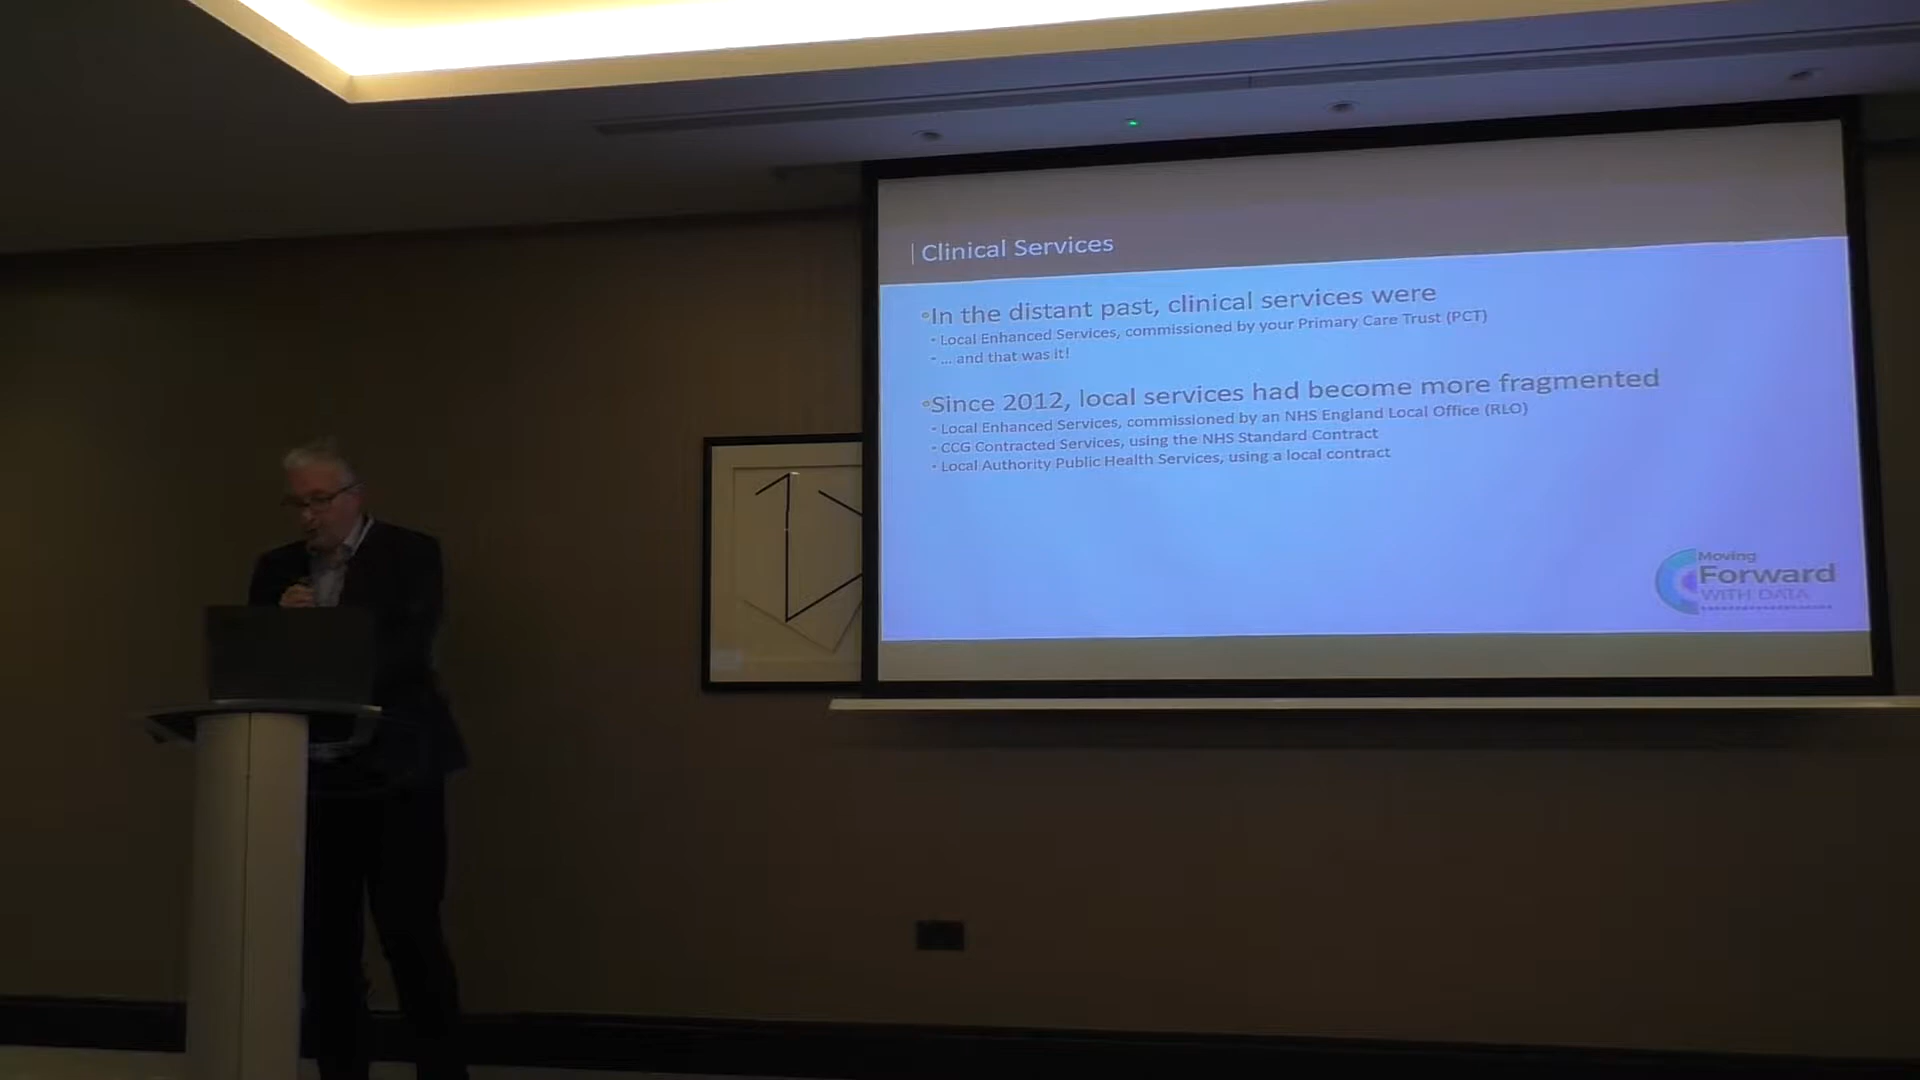 Clinical Services
In the distant past, clinical services were
- Local Enhanced Services, commissioned by your Primary Care Trust (PCT)
- ... and that was it!
Since 2012, local services had become more fragmented
- Local Enhanced Services, commissioned by an NHS England Local Office (RLO)
- CCG Contracted Services, using the NHS Standard Contract
- Local Authority Public Health Services, using a local contract
Moving
Forward
WITH DATA